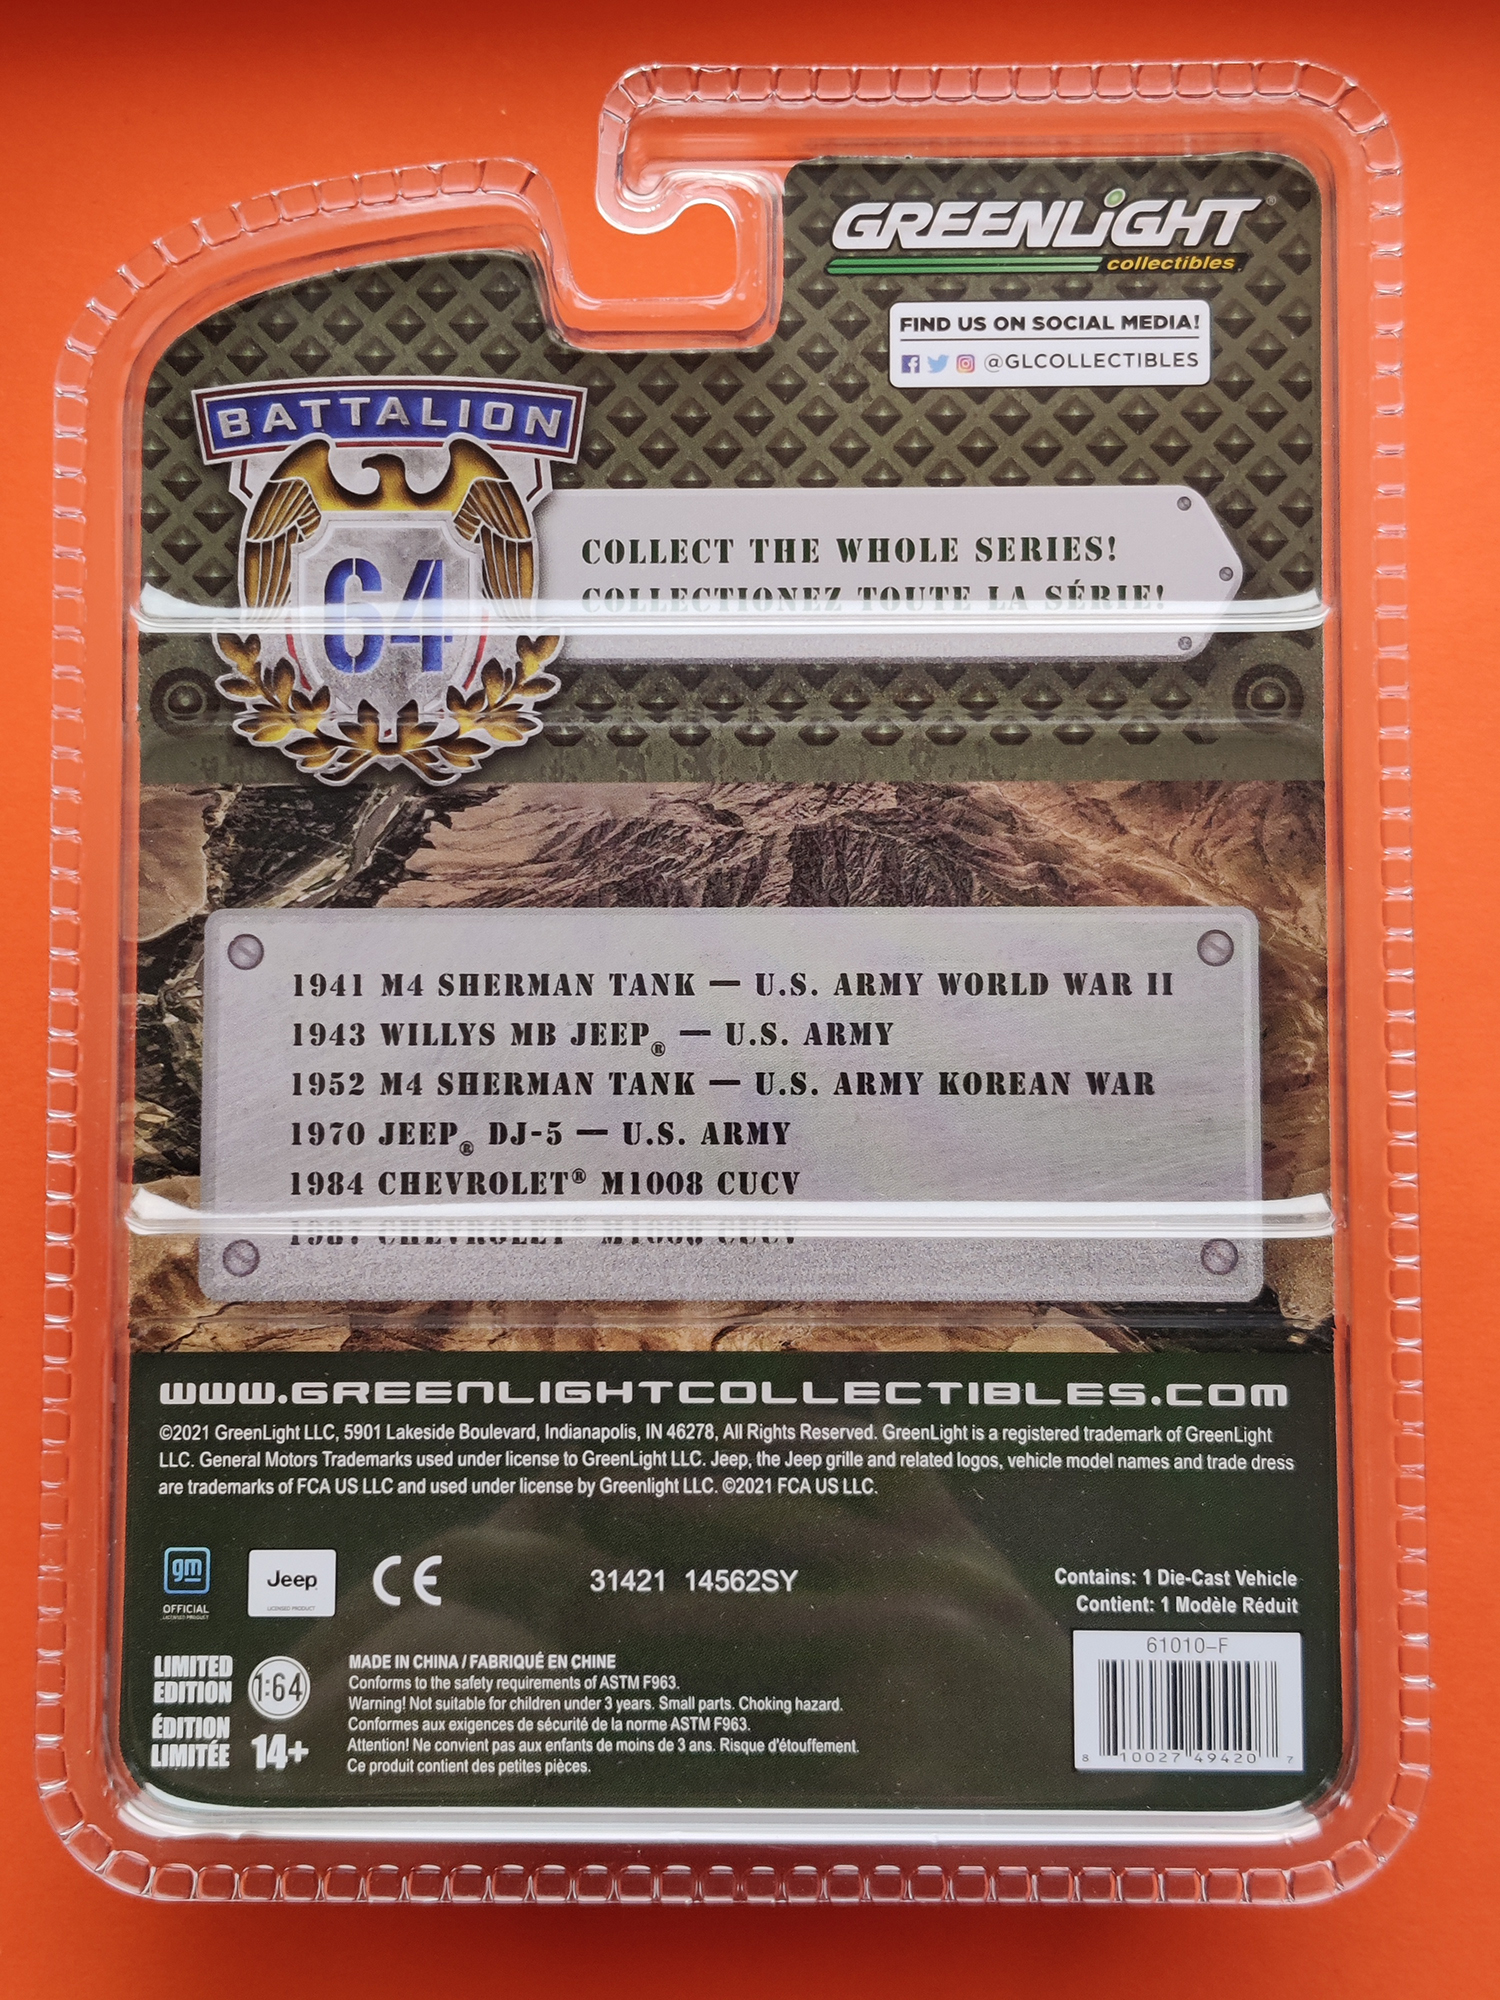 GREENLiGHT®
collectibles
FIND US ON SOCIAL MEDIA!
@GLCOLLECTIBLES
BATTALION
64
COLLECT THE WHOLE SERIES!
COLLECTIONEZ TOUTE LA SÉRIE!
1941 M4 SHERMAN TANK — U.S. ARMY WORLD WAR II
1943 WILLYS MB JEEP® — U.S. ARMY
1952 M4 SHERMAN TANK — U.S. ARMY KOREAN WAR
1970 JEEP® DJ-5 — U.S. ARMY
1984 CHEVROLET® M1008 CUCV
CHEVROLET® M1008 CUCV
WWW.GREENLIGHTCOLLECTIBLES.COM
©2021 GreenLight LLC, 5901 Lakeside Boulevard, Indianapolis, IN 46278, All Rights Reserved. GreenLight is a registered trademark of GreenLight
LLC. General Motors Trademarks used under license to GreenLight LLC. Jeep, the Jeep grille and related logos, vehicle model names and trade dress
are trademarks of FCA US LLC and used under license by Greenlight LLC. ©2021 FCA US LLC.
gm
OFFICIAL
LICENSED PRODUCT
Jeep
LICENSED PRODUCT
CE
31421 14562SY
Contains: 1 Die-Cast Vehicle
Contient: 1 Modèle Réduit
LIMITED
EDITION
ÉDITION
LIMITÉE
1:64
14+
MADE IN CHINA / FABRIQUÉ EN CHINE
Conforms to the safety requirements of ASTM F963.
Warning! Not suitable for children under 3 years. Small parts. Choking hazard.
Conformes aux exigences de sécurité de la norme ASTM F963.
Attention! Ne convient pas aux enfants de moins de 3 ans. Risque d'étouffement.
Ce produit contient des petites pièces.
61010-F
8 10027 49420 7